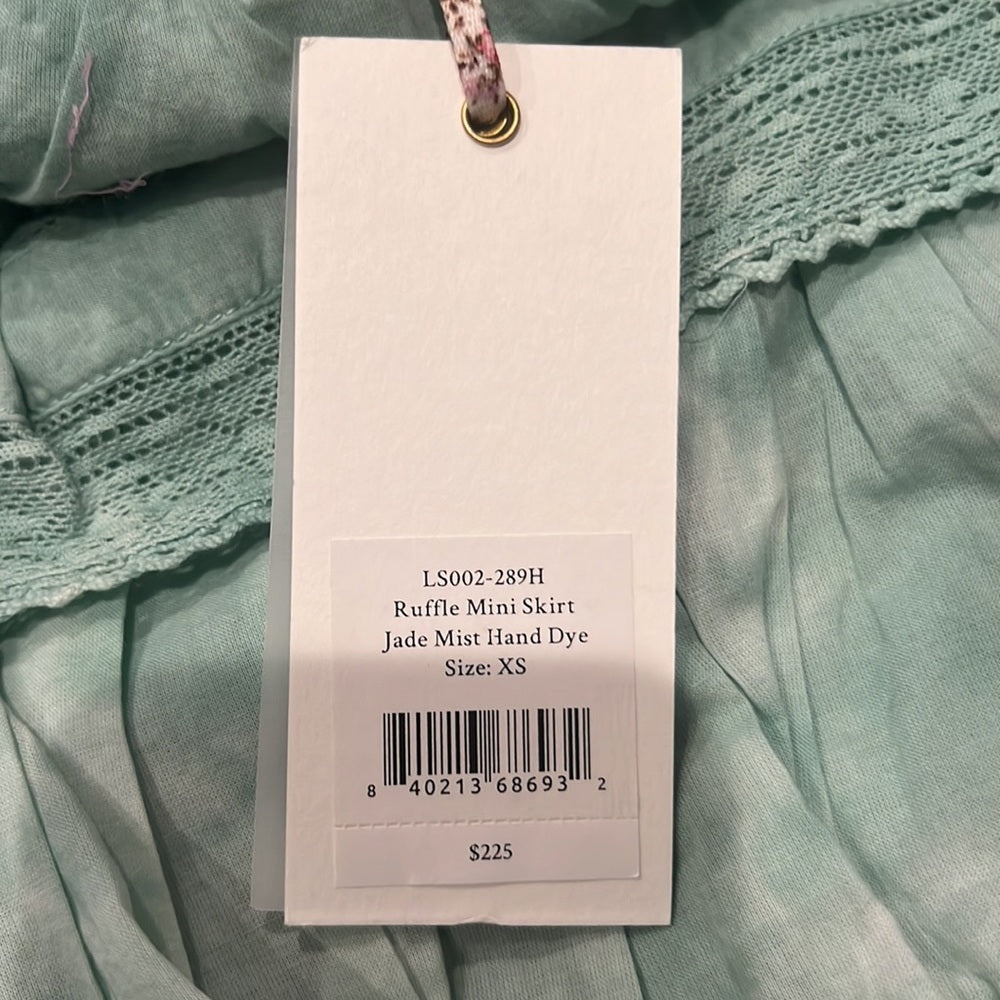 LS002-289H
Ruffle Mini Skirt
Jade Mist Hand Dye
Size: XS
8 40213 68693 2
$225